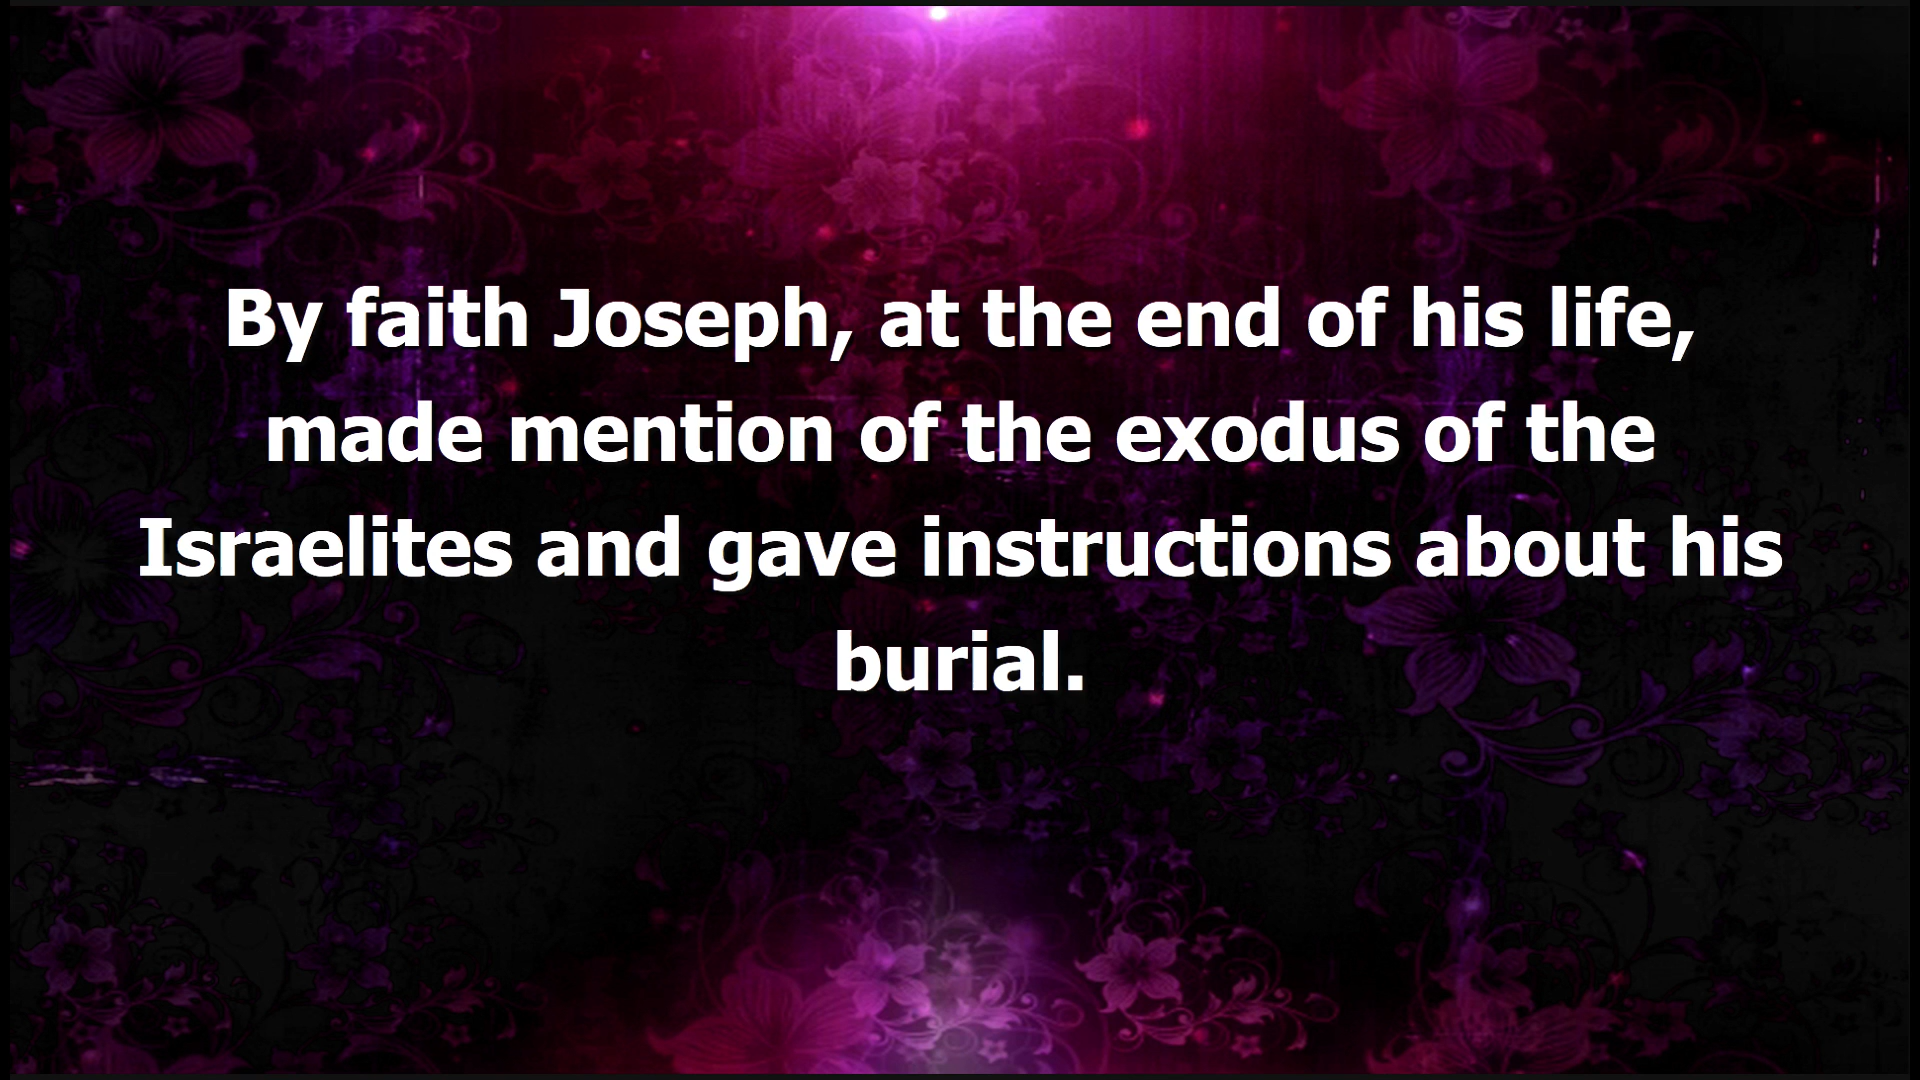 By faith Joseph, at the end of his life,
made mention of the exodus of the
Israelites and gave instructions about his
burial.